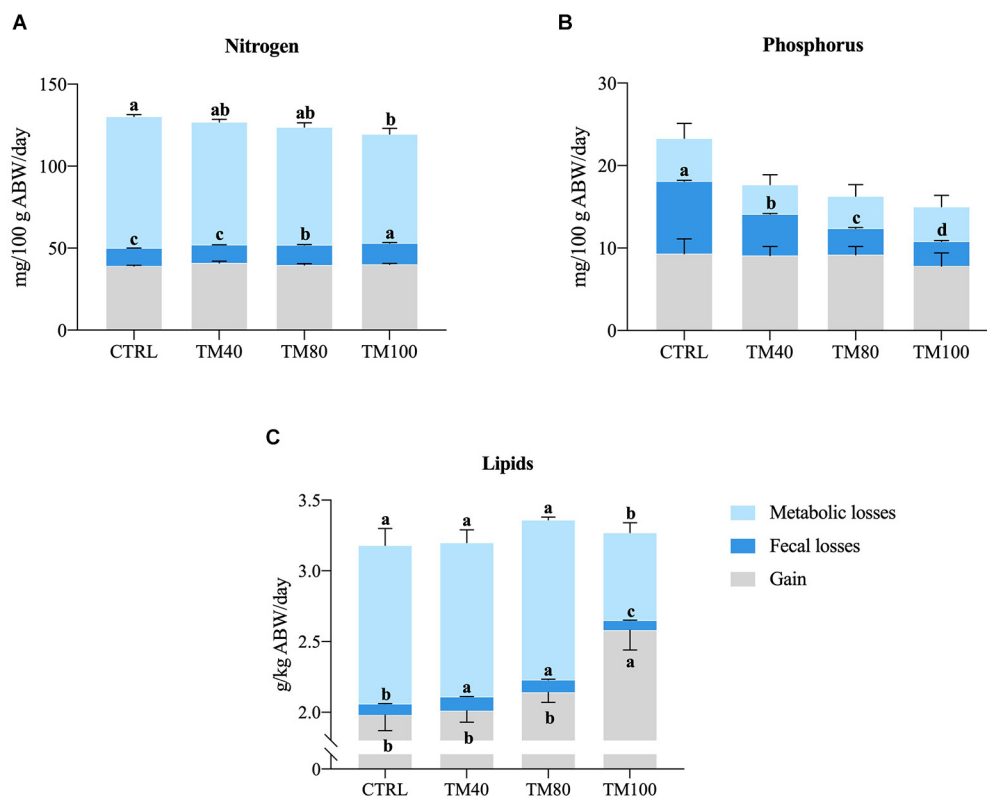 A
Nitrogen
mg/100 g ABW/day
150
100
50
0
a
ab
ab
b
c
c
b
a
CTRL
TM40
TM80
TM100
B
Phosphorus
mg/100 g ABW/day
30
20
10
0
a
b
c
d
CTRL
TM40
TM80
TM100
C
Lipids
g/kg ABW/day
3.5
3.0
2.5
2.0
0
a
a
a
b
b
a
a
c
b
b
b
a
CTRL
TM40
TM80
TM100
Metabolic losses
Fecal losses
Gain